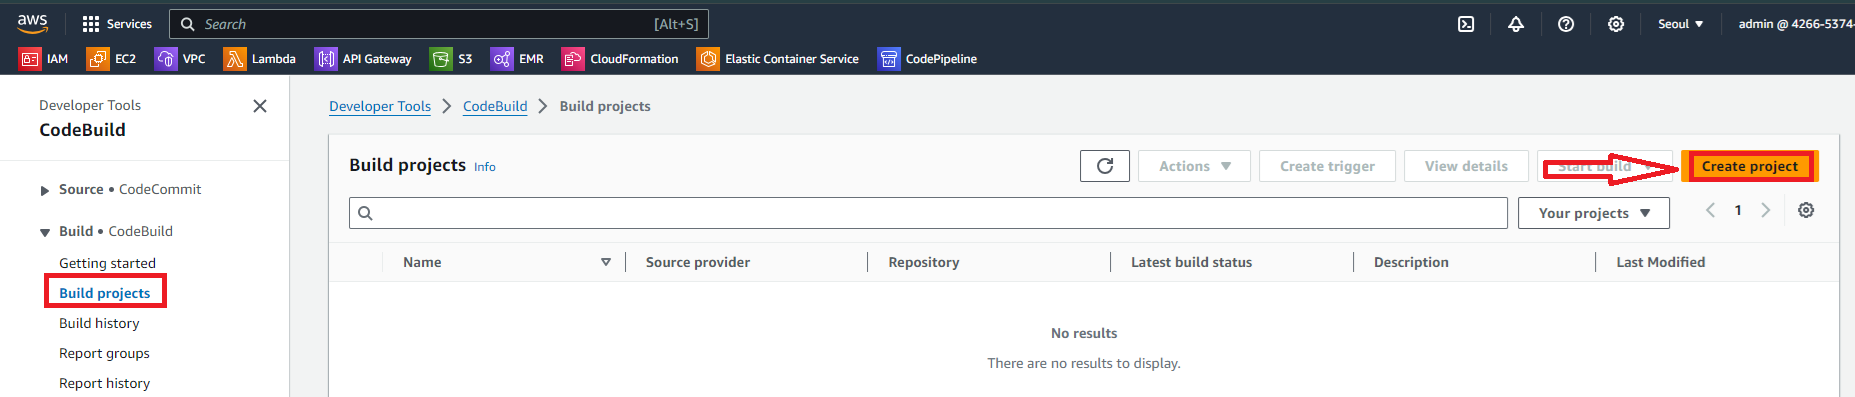 aws Services Search [Alt+S] Seoul admin @ 4266-5374-
IAM EC2 VPC Lambda API Gateway S3 EMR CloudFormation Elastic Container Service CodePipeline
Developer Tools
CodeBuild
Source • CodeCommit
Build • CodeBuild
Getting started
Build projects
Build history
Report groups
Report history
Developer Tools > CodeBuild > Build projects
Build projects Info
Actions Create trigger View details Start build Create project
Your projects 1
Name Source provider Repository Latest build status Description Last Modified
No results
There are no results to display.